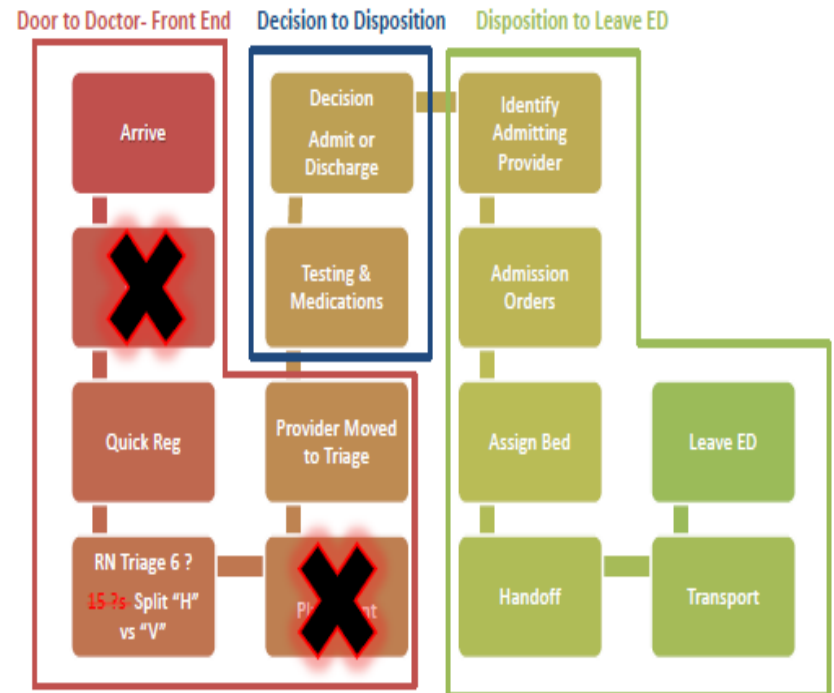 Door to Doctor- Front End
Decision to Disposition
Disposition to Leave ED
Arrive
Quick Reg
RN Triage 6 ?
15 ?s Split “H”
vs “V”
Provider Moved
to Triage
Testing &
Medications
Decision
Admit or
Discharge
Identify
Admitting
Provider
Admission
Orders
Assign Bed
Handoff
Transport
Leave ED